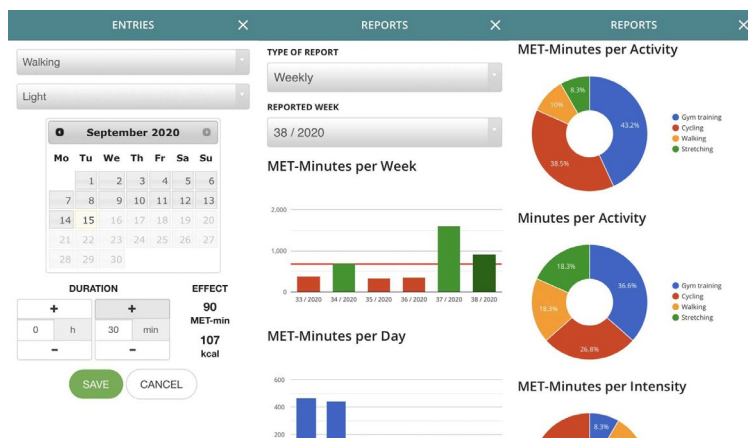 ENTRIES
Walking
Light
September 2020
Mo Tu We Th Fr Sa Su
1 2 3 4 5 6
7 8 9 10 11 12 13
14 15 16 17 18 19 20
21 22 23 24 25 26 27
28 29 30
DURATION
EFFECT
+ +
90
MET-min
0 h 30 min
107
kcal
- -
SAVE CANCEL
REPORTS
TYPE OF REPORT
Weekly
REPORTED WEEK
38 / 2020
MET-Minutes per Week
2,000
1,000
0
33 / 2020 34 / 2020 35 / 2020 36 / 2020 37 / 2020 38 / 2020
MET-Minutes per Day
600
400
200
REPORTS
MET-Minutes per Activity
8.3%
10%
43.2%
38.5%
Gym training
Cycling
Walking
Stretching
Minutes per Activity
18.3%
36.6%
18.3%
26.8%
Gym training
Cycling
Walking
Stretching
MET-Minutes per Intensity
8.3%